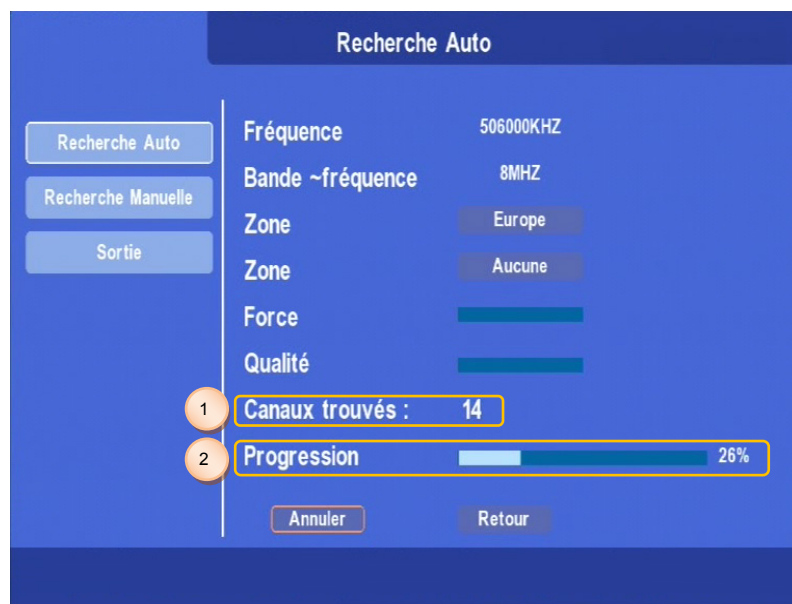 Recherche Auto
Recherche Auto
Recherche Manuelle
Sortie
Fréquence 506000KHZ
Bande ~fréquence 8MHZ
Zone Europe
Zone Aucune
Force
Qualité
1 Canaux trouvés : 14
2 Progression 26%
Annuler Retour